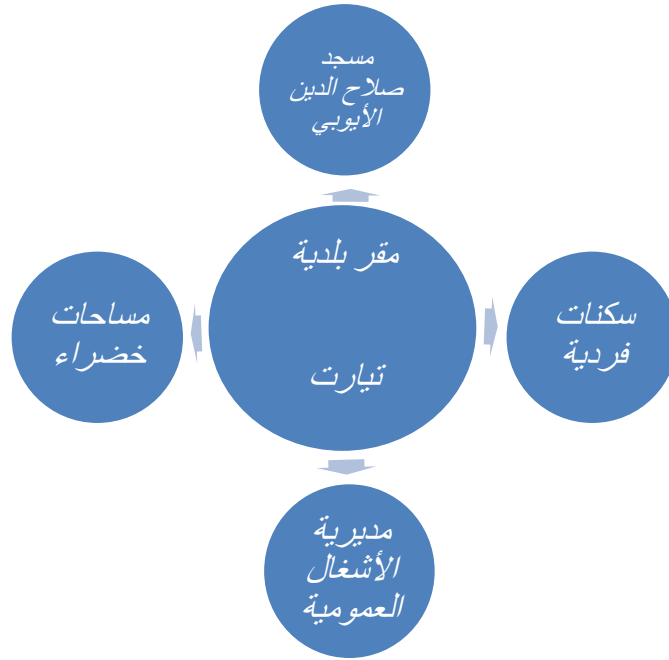 مسجد
صلاح الدين
الأيوبي
مقر بلدية
تيارت
سكنات
فردية
مساحات
خضراء
مديرية
الأشغال
العمومية